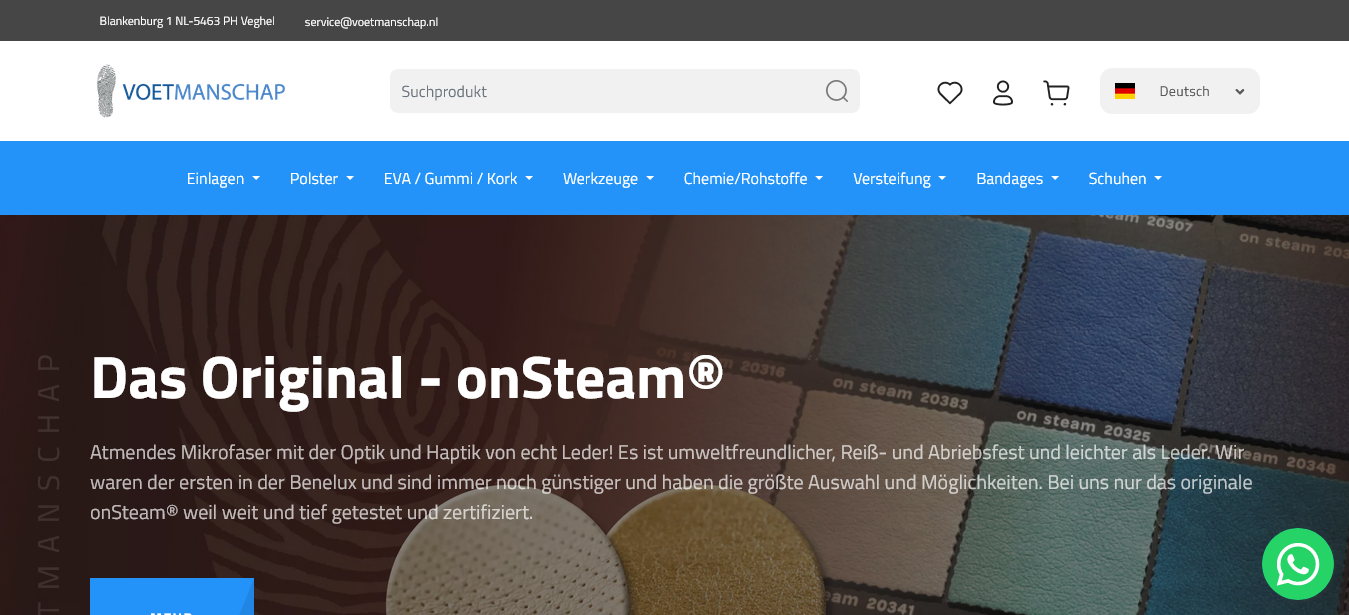 Blankenburg 1 NL-5463 PH Veghel
service@voetmanschap.nl
VOETMANSCHAP
Suchprodukt
Deutsch
Einlagen
Polster
EVA / Gummi / Kork
Werkzeuge
Chemie/Rohstoffe
Versteifung
Bandages
Schuhen
steam 20307
on steam 20
Das Original - onSteam®
Atmendes Mikrofaser mit der Optik und Haptik von echt Leder! Es ist umweltfreundlicher, Reiß- und Abriebsfest und leichter als Leder. Wir
waren der ersten in der Benelux und sind immer noch günstiger und haben die größte Auswahl und Möglichkeiten. Bei uns nur das originale
onSteam® weil weit und tief getestet und zertifiziert.
on steam 20316
on steam 20383
on steam 20325
steam 20348
steam 20341
TMANSCHAP